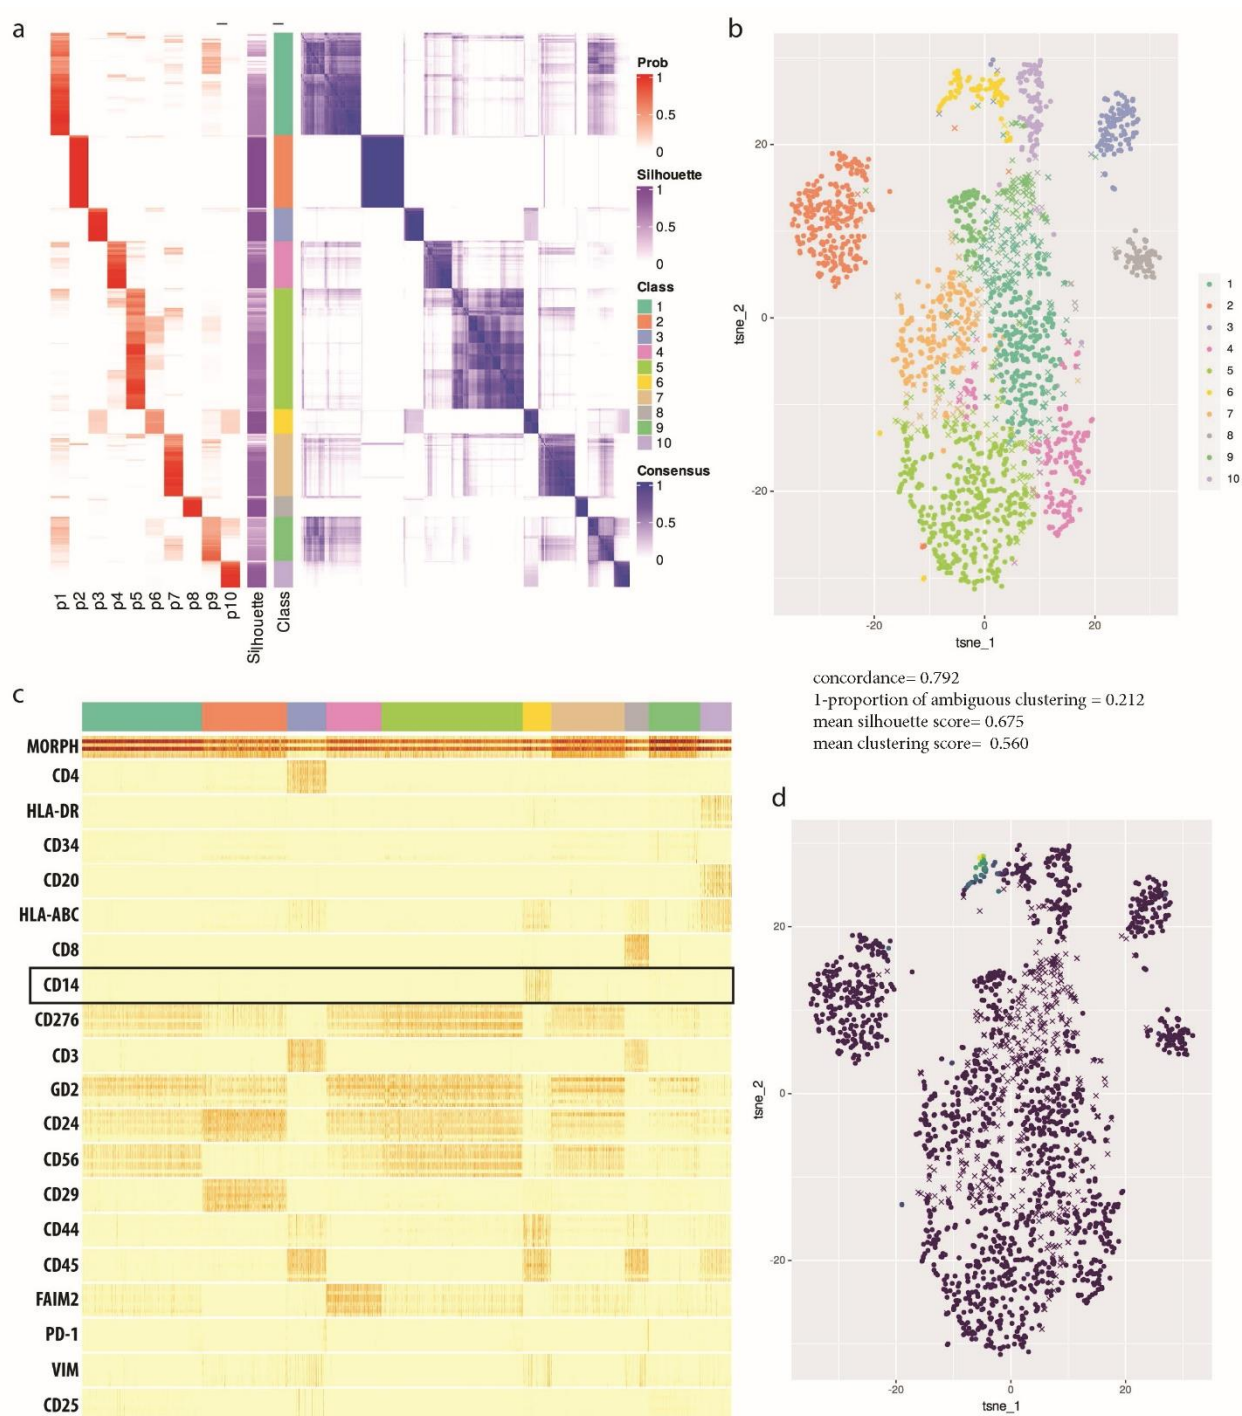 a
Prob
1
0.5
0
Silhouette
1
0.5
0
Class
1
2
3
4
5
6
7
8
9
10
Consensus
1
0.5
0
p1
p2
p3
p4
p5
p6
p7
p8
p9
p10
Silhouette
Class
b
20
0
-20
tsne_2
-20
0
20
tsne_1
1
2
3
4
5
6
7
8
9
10
concordance= 0.792
1-proportion of ambiguous clustering = 0.212
mean silhouette score= 0.675
mean clustering score= 0.560
c
MORPH
CD4
HLA-DR
CD34
CD20
HLA-ABC
CD8
CD14
CD276
CD3
GD2
CD24
CD56
CD29
CD44
CD45
FAIM2
PD-1
VIM
CD25
d
20
0
-20
tsne_2
-20
0
20
tsne_1